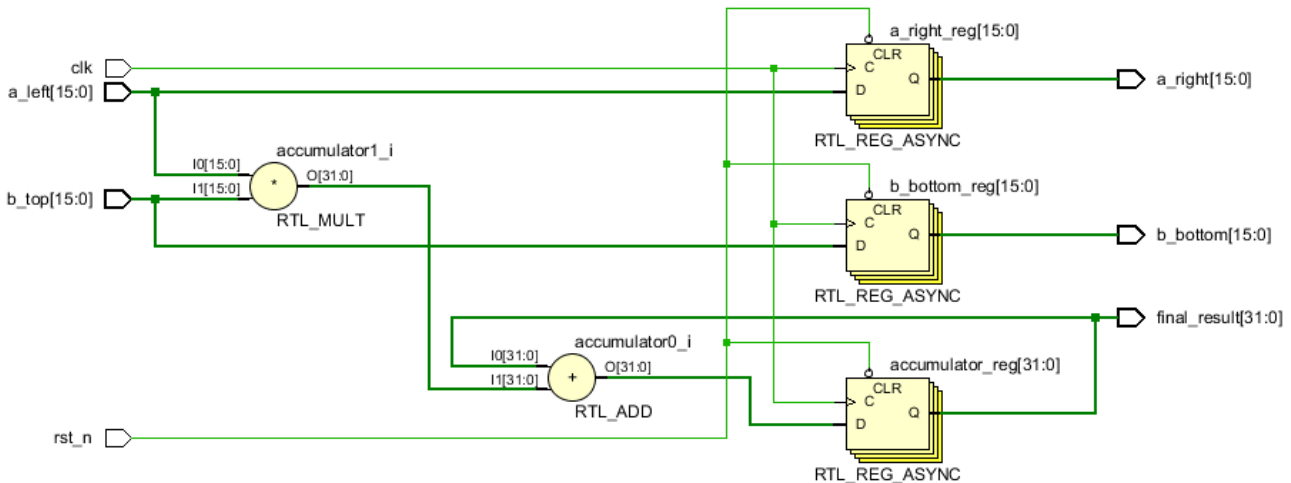 a_right_reg[15:0]
CLR
clk
C
Q
a_left[15:0]
D
a_right[15:0]
RTL_REG_ASYNC
accumulator1_i
I0[15:0]
O[31:0]
*
I1[15:0]
b_top[15:0]
RTL_MULT
b_bottom_reg[15:0]
CLR
C
Q
D
b_bottom[15:0]
RTL_REG_ASYNC
final_result[31:0]
accumulator0_i
I0[31:0]
O[31:0]
+
I1[31:0]
RTL_ADD
accumulator_reg[31:0]
CLR
C
Q
D
rst_n
RTL_REG_ASYNC